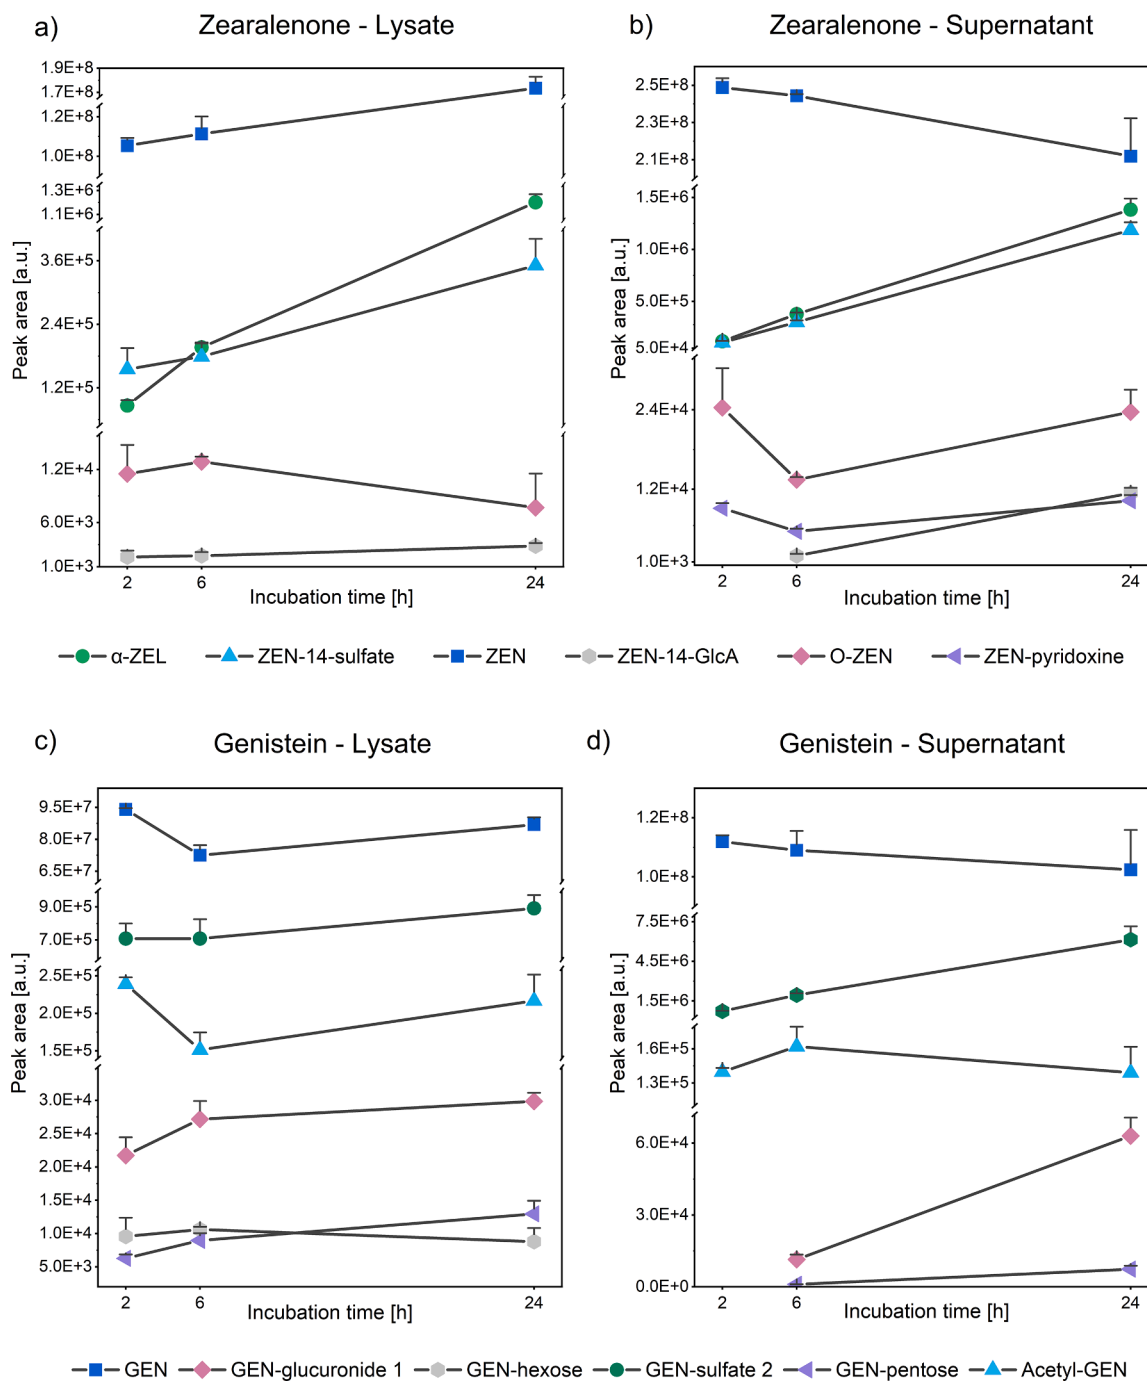 a) Zearalenone - Lysate
Peak area [a.u.]
1.9E+8
1.7E+8
1.2E+8
1.0E+8
1.3E+6
1.1E+6
3.6E+5
2.4E+5
1.2E+5
1.2E+4
6.0E+3
1.0E+3
2 6 24
Incubation time [h]
b) Zearalenone - Supernatant
Peak area [a.u.]
2.5E+8
2.3E+8
2.1E+8
1.5E+6
1.0E+6
5.0E+5
5.0E+4
2.4E+4
1.2E+4
1.0E+3
2 6 24
Incubation time [h]
α-ZEL ZEN-14-sulfate ZEN ZEN-14-GlcA O-ZEN ZEN-pyridoxine
c) Genistein - Lysate
Peak area [a.u.]
9.5E+7
8.0E+7
6.5E+7
9.0E+5
7.0E+5
2.5E+5
2.0E+5
1.5E+5
3.0E+4
2.5E+4
2.0E+4
1.5E+4
1.0E+4
5.0E+3
2 6 24
Incubation time [h]
d) Genistein - Supernatant
Peak area [a.u.]
1.2E+8
1.0E+8
7.5E+6
4.5E+6
1.5E+6
1.6E+5
1.3E+5
6.0E+4
3.0E+4
0.0E+0
2 6 24
Incubation time [h]
GEN GEN-glucuronide 1 GEN-hexose GEN-sulfate 2 GEN-pentose Acetyl-GEN